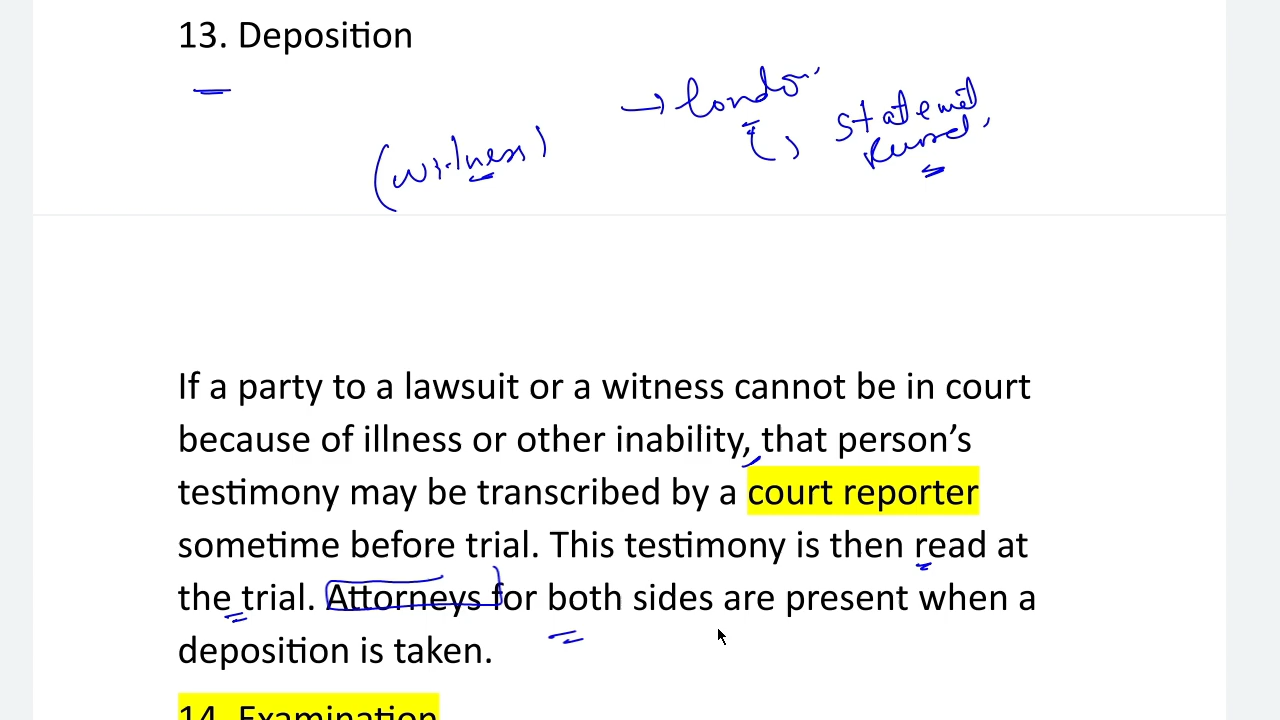 13. Deposition
→ London.
( ) Statemet
(witness)
If a party to a lawsuit or a witness cannot be in court
because of illness or other inability, that person’s
testimony may be transcribed by a court reporter
sometime before trial. This testimony is then read at
the trial. Attorneys for both sides are present when a
deposition is taken.
14. Examination